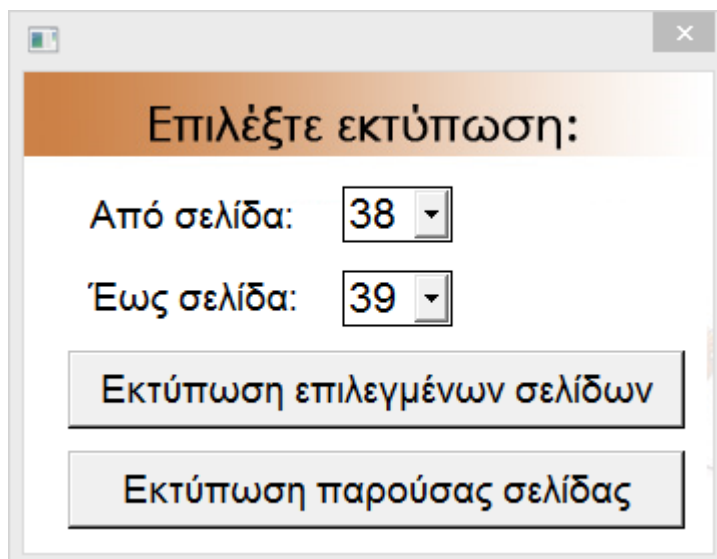 Επιλέξτε εκτύπωση:
Από σελίδα: 38
Έως σελίδα: 39
Εκτύπωση επιλεγμένων σελίδων
Εκτύπωση παρούσας σελίδας